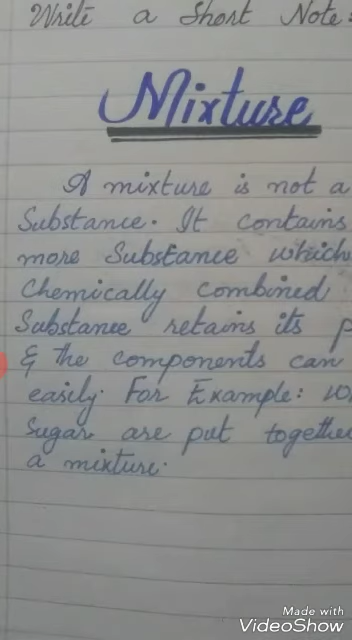 Write a Short Note:
Mixture
A mixture is not a
Substance. It contains
more Substance which
Chemically combined
Substance retains its
& the components can
easily. For Example:
Sugar are put together
a mixture.
Made with
VideoShow